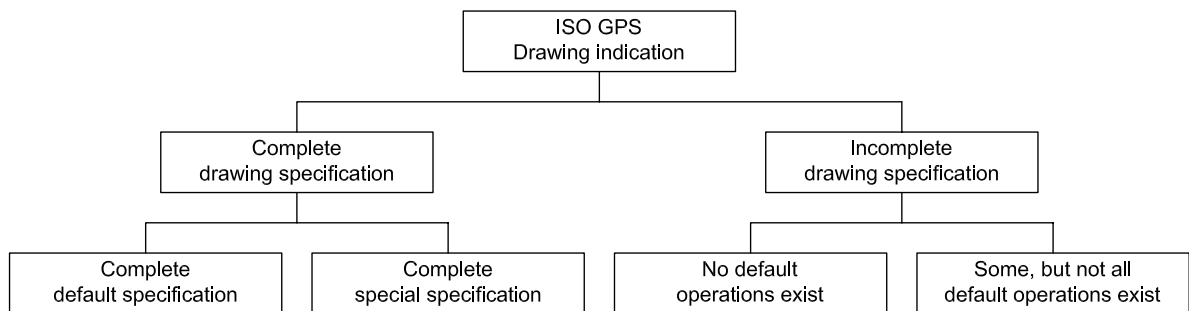 ISO GPS
Drawing indication
Complete
drawing specification
Incomplete
drawing specification
Complete
default specification
Complete
special specification
No default
operations exist
Some, but not all
default operations exist